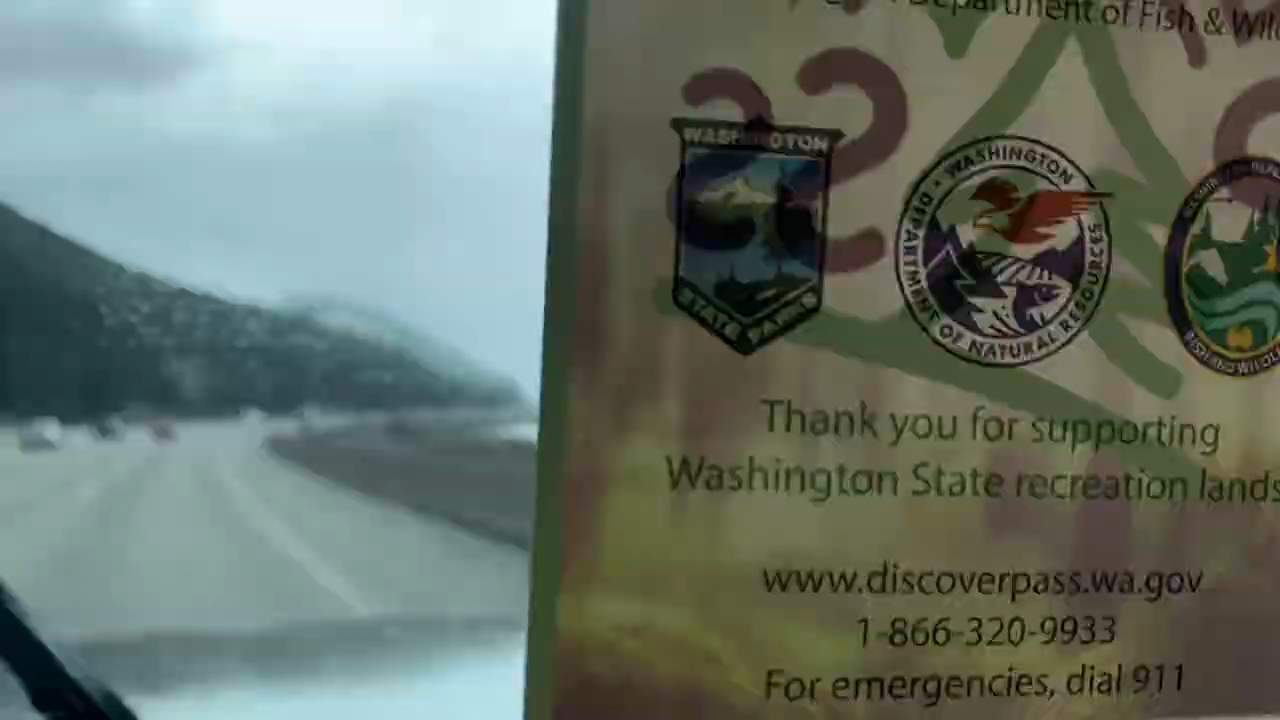 Department of Fish & Wil
WASHINGTON
STATE PARKS
WASHINGTON
DEPARTMENT OF NATURAL RESOURCES
Thank you for supporting
Washington State recreation lands
www.discoverpass.wa.gov
1-866-320-9933
For emergencies, dial 911